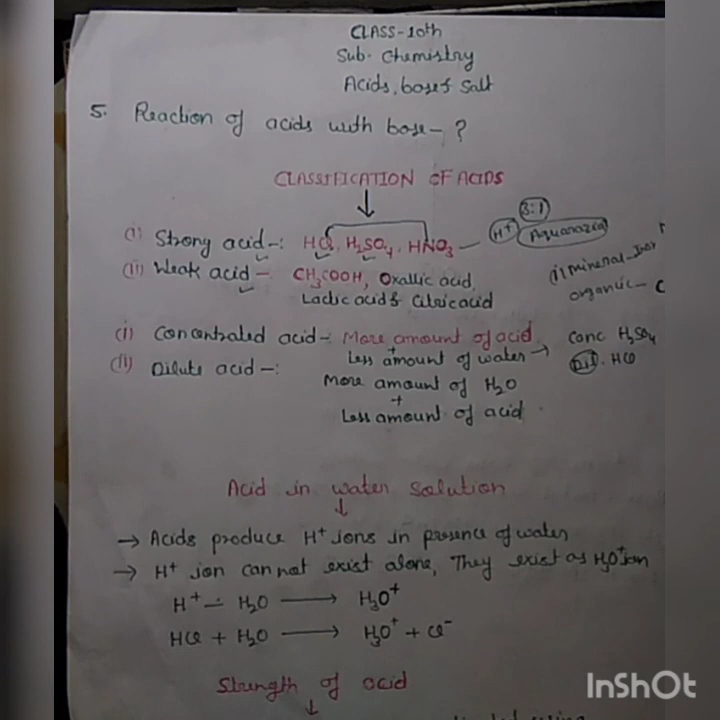 CLASS-10th
Sub- Chemistry
Acids, bases salt
5. Reaction of acids with base-, ?
CLASSIFICATION OF ACIDS
3:1
(i) Strong acid-: HCl, H₂SO₄, HNO₃ — H⁺
(ii) Weak acid - CH₃COOH, Oxallic acid,
Lactic acid & Citric acid
(i) mineral-
organic- C
(i) Concentrated acid-: More amount of acid
+
Less amount of water → Conc H₂SO₄
(ii) Dilute acid-: Dil. HCl
More amount of H₂O
+
Less amount of acid
Acid in water solution
↓
→ Acids produce H⁺ ions in presence of water
→ H⁺ ion can not exist alone, They exist as H₃O⁺ ion
H⁺ - H₂O → H₃O⁺
HCl + H₂O → H₃O⁺ + Cl⁻
Strength of acid
↓
InShOt